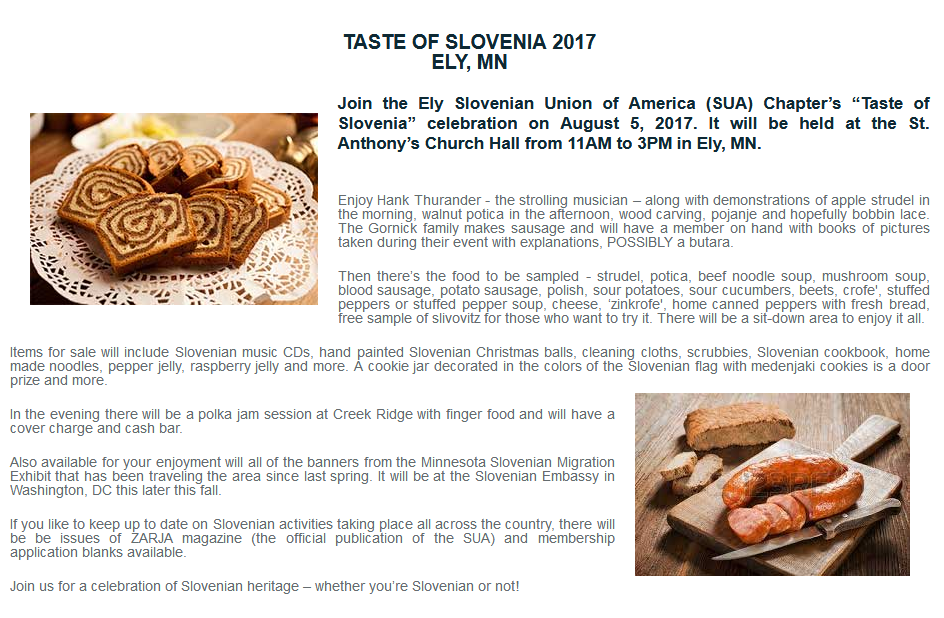 TASTE OF SLOVENIA 2017
ELY, MN
Join the Ely Slovenian Union of America (SUA) Chapter’s “Taste of
Slovenia” celebration on August 5, 2017. It will be held at the St.
Anthony’s Church Hall from 11AM to 3PM in Ely, MN.
Enjoy Hank Thurander - the strolling musician – along with demonstrations of apple strudel in
the morning, walnut potica in the afternoon, wood carving, pojanje and hopefully bobbin lace.
The Gornick family makes sausage and will have a member on hand with books of pictures
taken during their event with explanations, POSSIBLY a butara.
Then there’s the food to be sampled - strudel, potica, beef noodle soup, mushroom soup,
blood sausage, potato sausage, polish, sour potatoes, sour cucumbers, beets, crofe', stuffed
peppers or stuffed pepper soup, cheese, ‘zinkrofe', home canned peppers with fresh bread,
free sample of slivovitz for those who want to try it. There will be a sit-down area to enjoy it all.
Items for sale will include Slovenian music CDs, hand painted Slovenian Christmas balls, cleaning cloths, scrubbies, Slovenian cookbook, home
made noodles, pepper jelly, raspberry jelly and more. A cookie jar decorated in the colors of the Slovenian flag with medenjaki cookies is a door
prize and more.
In the evening there will be a polka jam session at Creek Ridge with finger food and will have a
cover charge and cash bar.
Also available for your enjoyment will all of the banners from the Minnesota Slovenian Migration
Exhibit that has been traveling the area since last spring. It will be at the Slovenian Embassy in
Washington, DC this later this fall.
If you like to keep up to date on Slovenian activities taking place all across the country, there will
be be issues of ZARJA magazine (the official publication of the SUA) and membership
application blanks available.
Join us for a celebration of Slovenian heritage – whether you’re Slovenian or not!